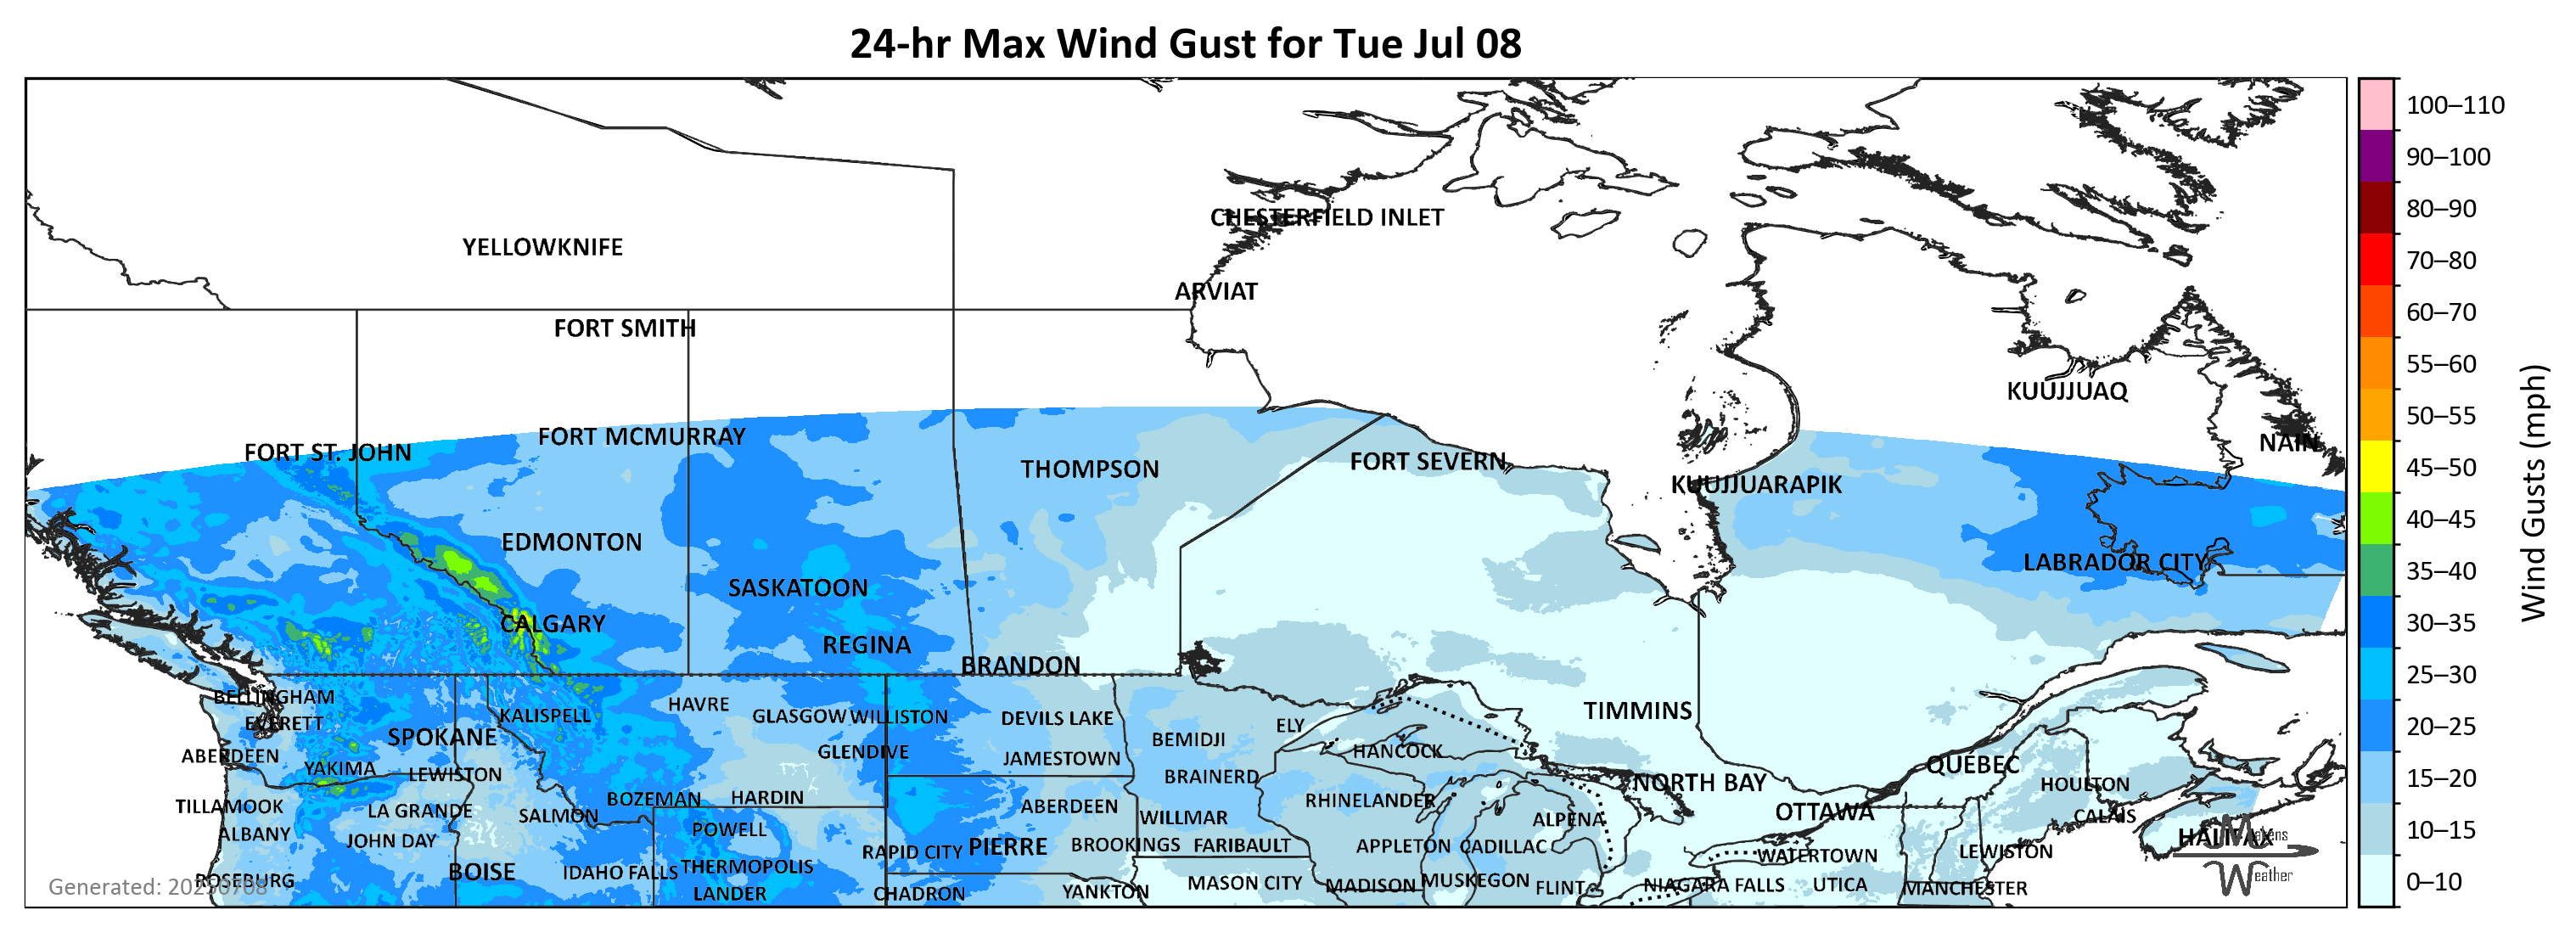 24-hr Max Wind Gust for Tue Jul 08
100–110
90–100
80–90
70–80
60–70
55–60
50–55
45–50
40–45
35–40
30–35
25–30
20–25
15–20
10–15
0–10
Wind Gusts (mph)
CHESTERFIELD INLET
YELLOWKNIFE
ARVIAT
FORT SMITH
KUUJJUAQ
NAIN
FORT MCMURRAY
FORT ST. JOHN
FORT SEVERN
THOMPSON
KUUJJUARAPIK
EDMONTON
LABRADOR CITY
SASKATOON
CALGARY
REGINA
BRANDON
BELLINGHAM
HAVRE
TIMMINS
KALISPELL
GLASGOW
WILLISTON
DEVILS LAKE
EVERETT
ELY
SPOKANE
BEMIDJI
HANCOCK
GLENDIVE
ABERDEEN
JAMESTOWN
QUEBEC
YAKIMA
LEWISTON
BRAINERD
NORTH BAY
HOULTON
BOZEMAN
HARDIN
RHINELANDER
TILLAMOOK
ABERDEEN
LA GRANDE
OTTAWA
SALMON
CALAIS
WILLMAR
ALPENA
POWELL
ALBANY
HALIFAX
Makens
JOHN DAY
BROOKINGS
FARIBAULT
APPLETON
CADILLAC
PIERRE
RAPID CITY
LEWISTON
WATERTOWN
THERMOPOLIS
BOISE
IDAHO FALLS
Weather
ROSEBURG
MUSKEGON
MASON CITY
MADISON
NIAGARA FALLS
UTICA
FLINT
MANCHESTER
Generated: 20250708
YANKTON
LANDER
CHADRON